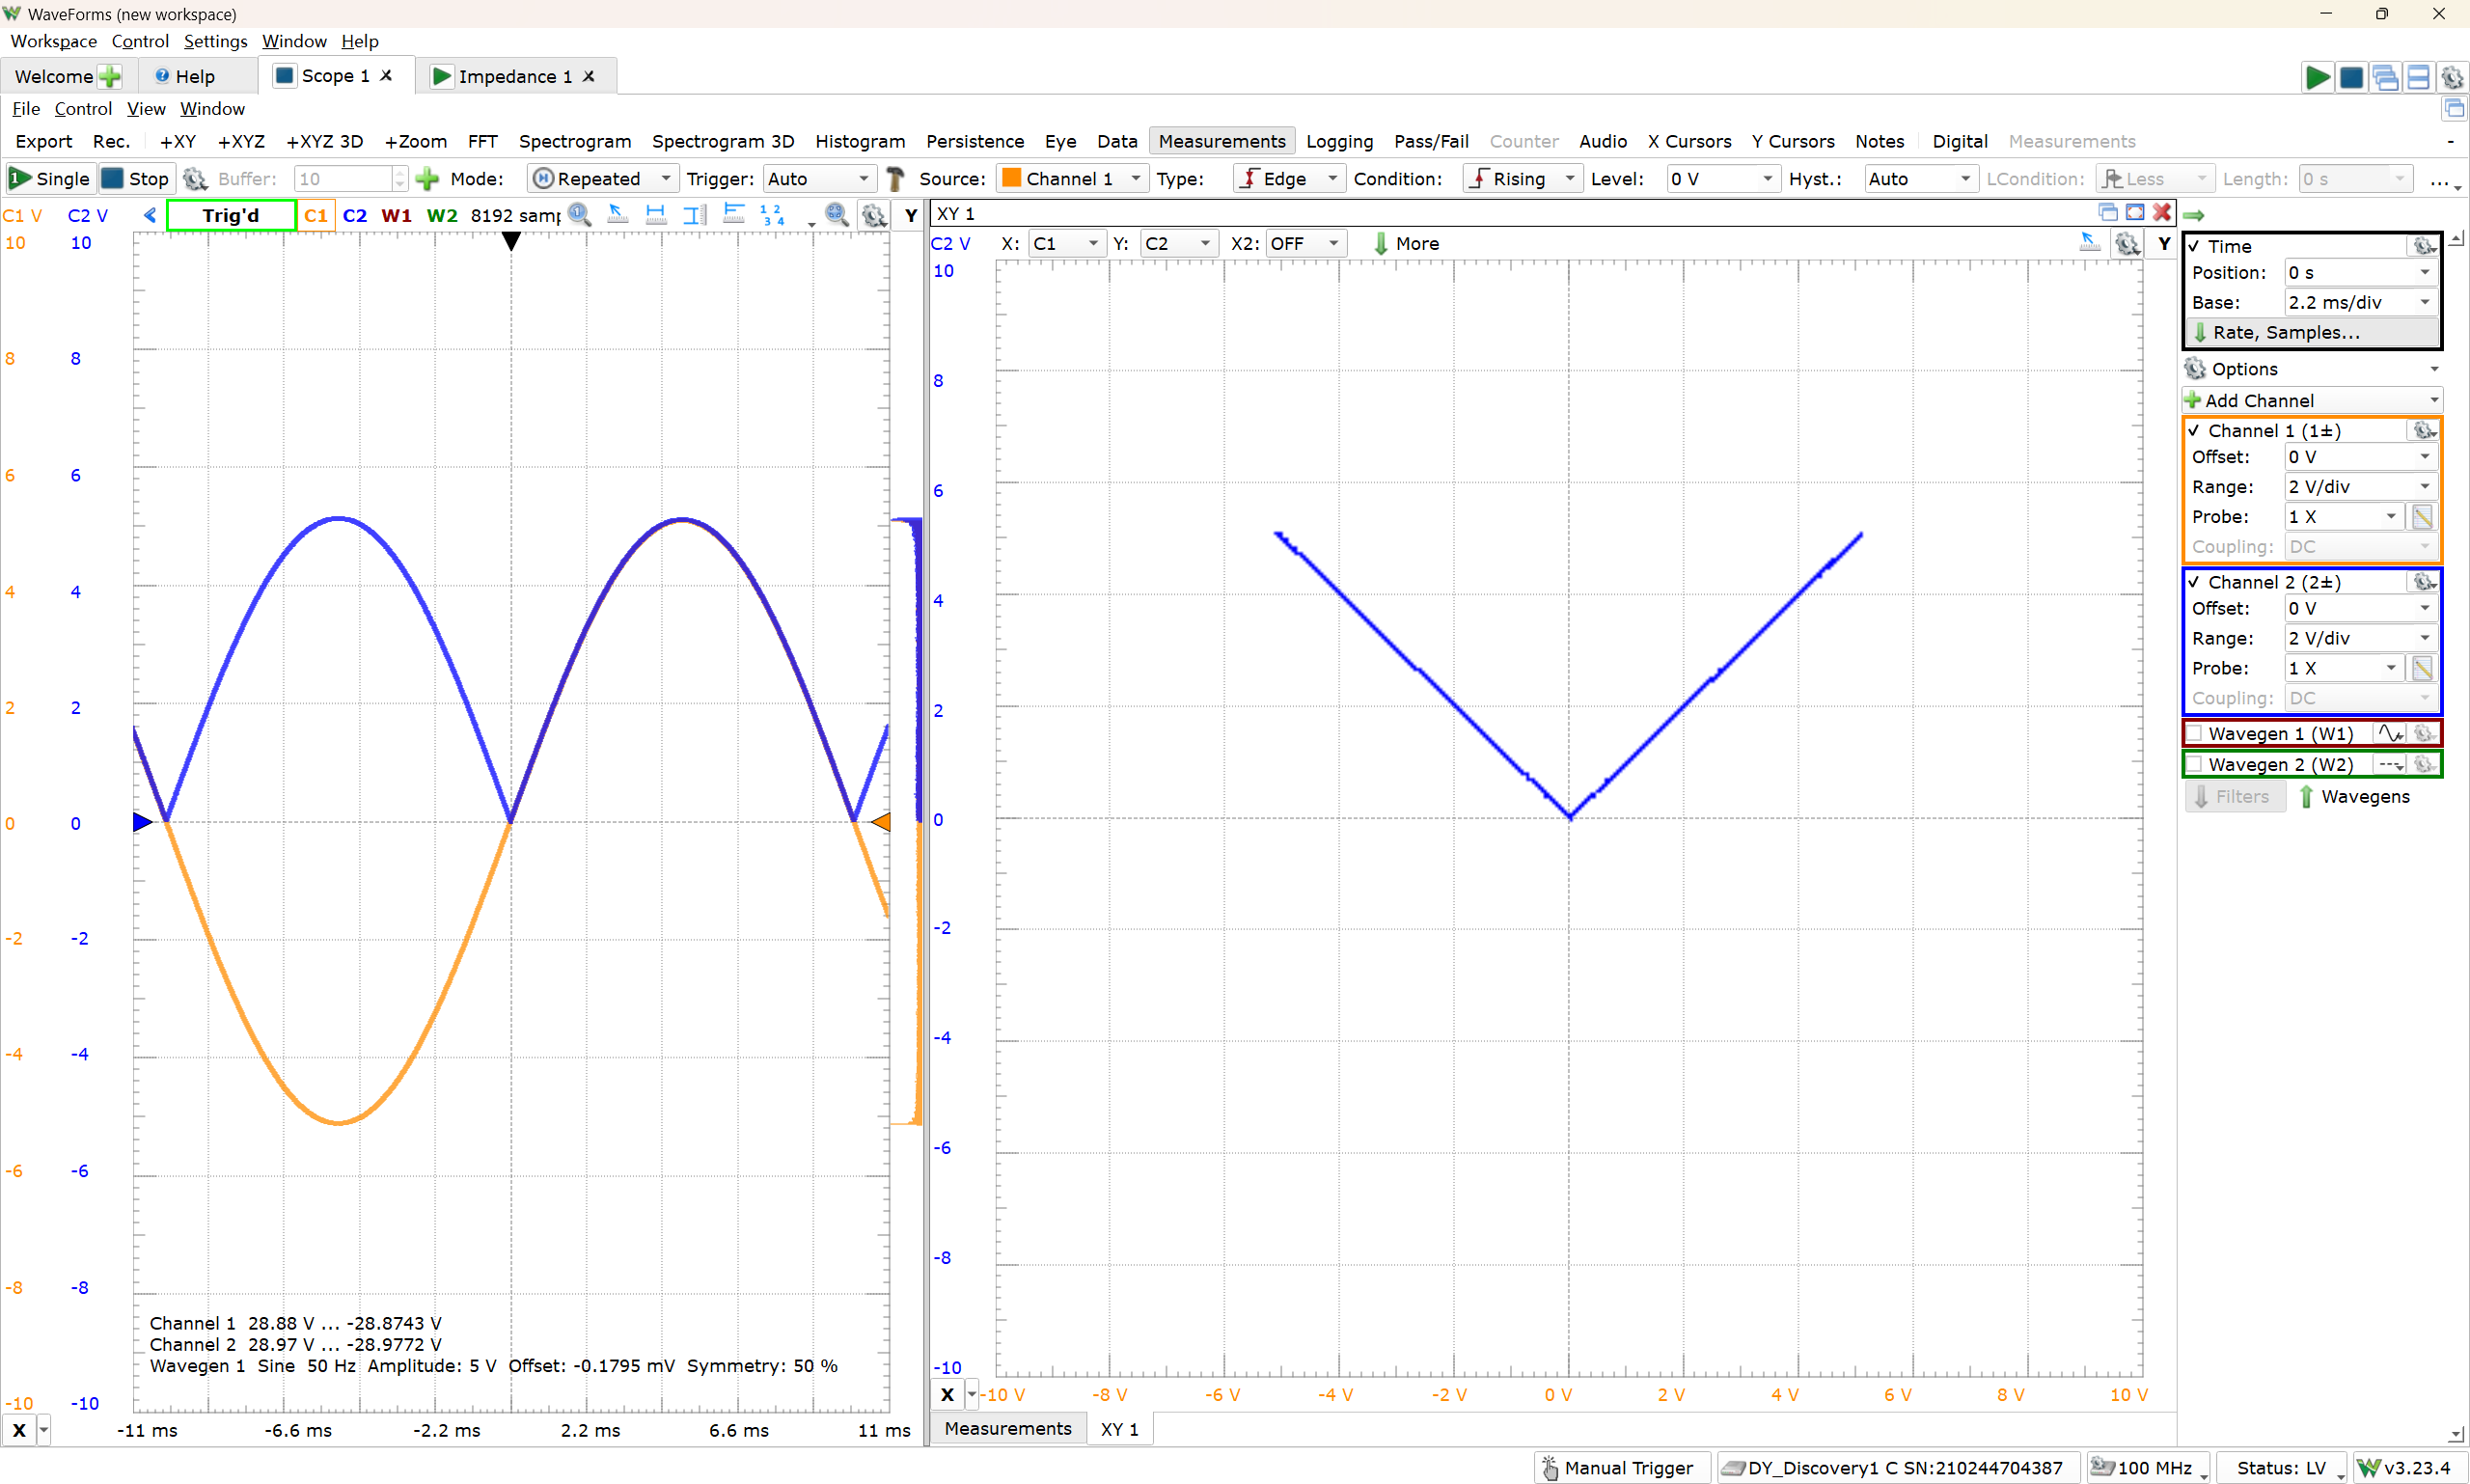 WaveForms (new workspace)
Workspace Control Settings Window Help
Welcome Help Scope 1 Impedance 1
File Control View Window
Export Rec. +XY +XYZ +XYZ 3D +Zoom FFT Spectrogram Spectrogram 3D Histogram Persistence Eye Data Measurements Logging Pass/Fail Counter Audio X Cursors Y Cursors Notes Digital Measurements
Single Stop Buffer: 10 Mode: Repeated Trigger: Auto Source: Channel 1 Type: Edge Condition: Rising Level: 0 V Hyst.: Auto LCondition: Less Length: 0 s ...
C1 V C2 V Trig'd C1 C2 W1 W2 8192 samp Y
10 10
8 8
6 6
4 4
2 2
0 0
-2 -2
-4 -4
-6 -6
-8 -8
-10 -10
Channel 1 28.88 V ... -28.8743 V
Channel 2 28.97 V ... -28.9772 V
Wavegen 1 Sine 50 Hz Amplitude: 5 V Offset: -0.1795 mV Symmetry: 50 %
X -11 ms -6.6 ms -2.2 ms 2.2 ms 6.6 ms 11 ms
XY 1
C2 V X: C1 Y: C2 X2: OFF More Y
10
8
6
4
2
0
-2
-4
-6
-8
-10
X -10 V -8 V -6 V -4 V -2 V 0 V 2 V 4 V 6 V 8 V 10 V
Measurements XY 1
Time
Position: 0 s
Base: 2.2 ms/div
Rate, Samples...
Options
Add Channel
Channel 1 (1±)
Offset: 0 V
Range: 2 V/div
Probe: 1 X
Coupling: DC
Channel 2 (2±)
Offset: 0 V
Range: 2 V/div
Probe: 1 X
Coupling: DC
Wavegen 1 (W1)
Wavegen 2 (W2)
Filters Wavegens
Manual Trigger DY_Discovery1 C SN:210244704387 100 MHz Status: LV v3.23.4